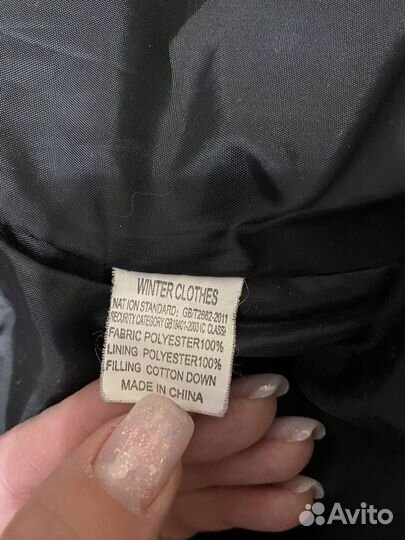 WINTER CLOTHES
NATION STANDARD: GB/T2662-2011
SECURITY CATEGORY GB18401-2003 (C CLASS)
FABRIC POLYESTER100%
LINING POLYESTER100%
FILLING COTTON DOWN
MADE IN CHINA
Avito